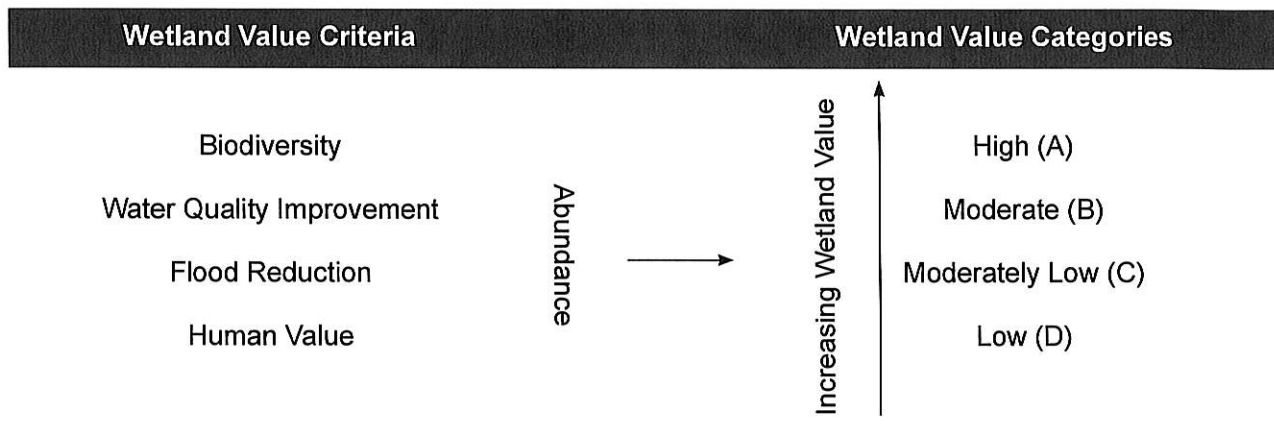 Wetland Value Criteria
Wetland Value Categories
Biodiversity
Water Quality Improvement
Flood Reduction
Human Value
Abundance
Increasing Wetland Value
High (A)
Moderate (B)
Moderately Low (C)
Low (D)